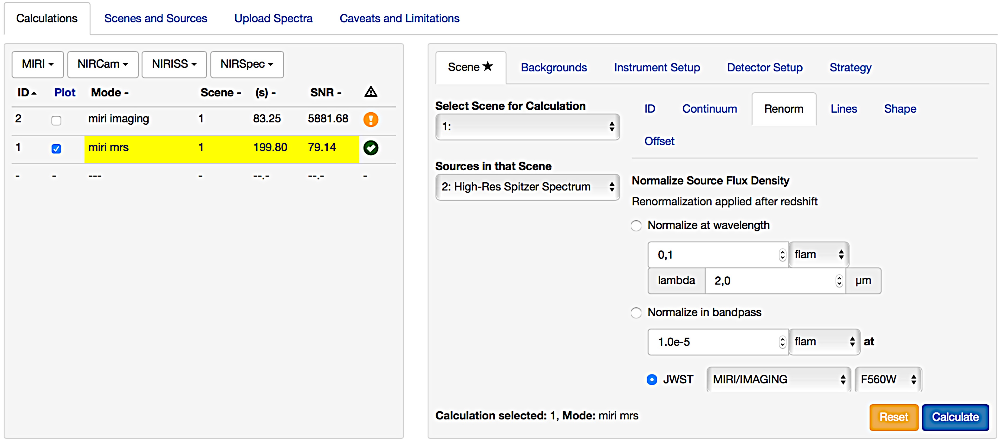 Calculations Scenes and Sources Upload Spectra Caveats and Limitations
MIRI NIRCam NIRISS NIRSpec
ID Plot Mode - Scene - (s) - SNR -
2 miri imaging 1 83.25 5881.68
1 miri mrs 1 199.80 79.14
- - --- - --.- --.- -
Scene ★ Backgrounds Instrument Setup Detector Setup Strategy
Select Scene for Calculation
1:
Sources in that Scene
2: High-Res Spitzer Spectrum
ID Continuum Renorm Lines Shape
Offset
Normalize Source Flux Density
Renormalization applied after redshift
Normalize at wavelength
0,1 flam
lambda 2,0 µm
Normalize in bandpass
1.0e-5 flam at
JWST MIRI/IMAGING F560W
Calculation selected: 1, Mode: miri mrs
Reset Calculate